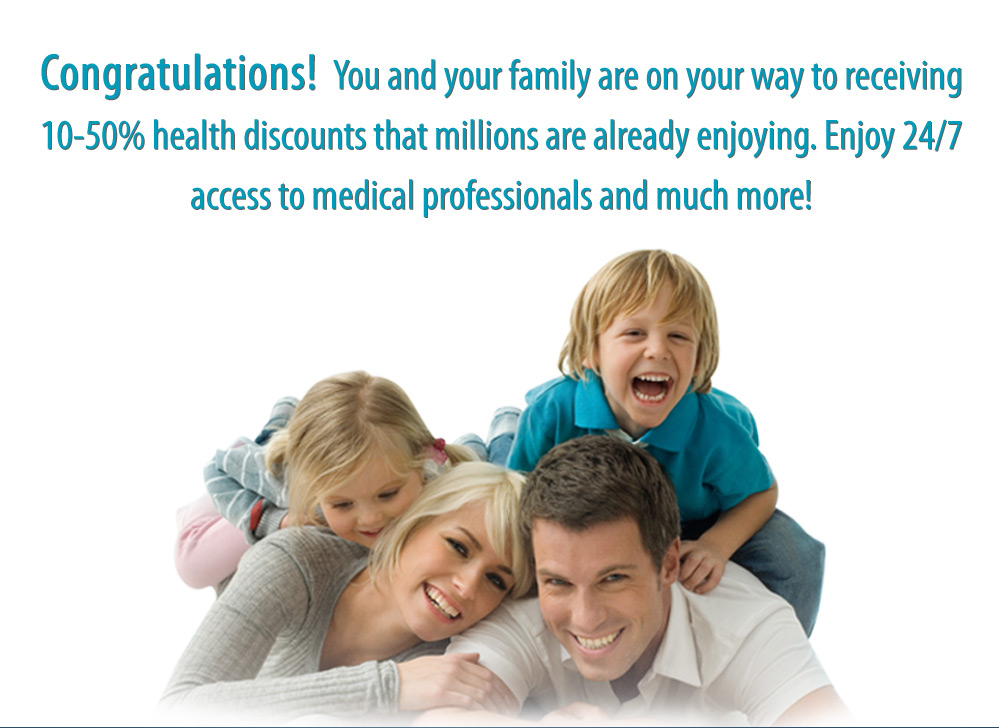 Congratulations! You and your family are on your way to receiving
10-50% health discounts that millions are already enjoying. Enjoy 24/7
access to medical professionals and much more!